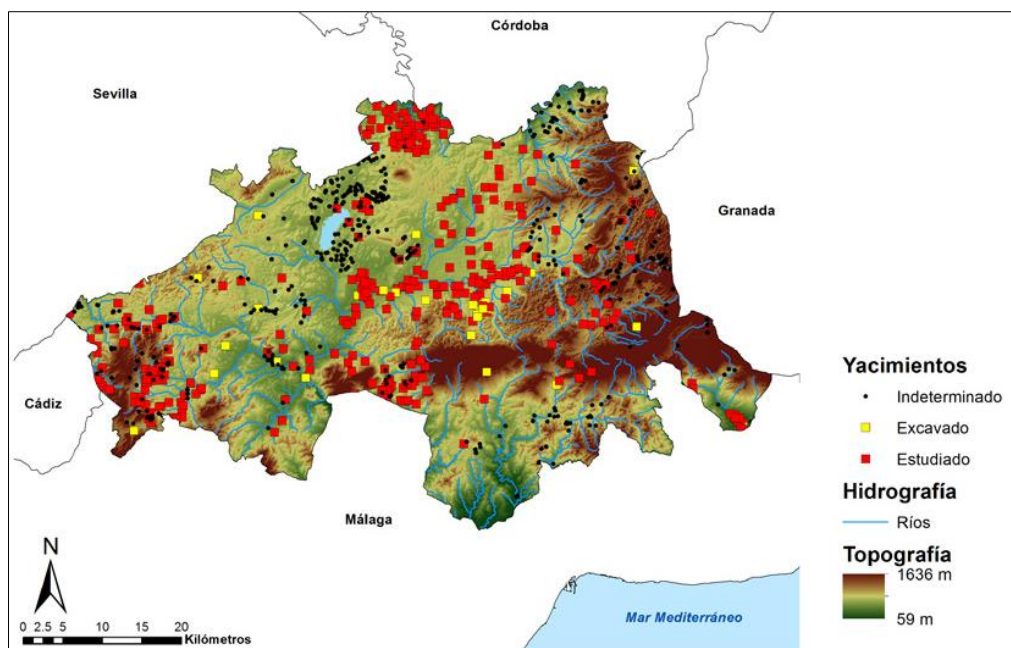 Córdoba
Sevilla
Granada
Cádiz
Málaga
Mar Mediterráneo
N
0 2.5 5 10 15 20
Kilómetros
Yacimientos
Indeterminado
Excavado
Estudiado
Hidrografía
Ríos
Topografía
1636 m
59 m